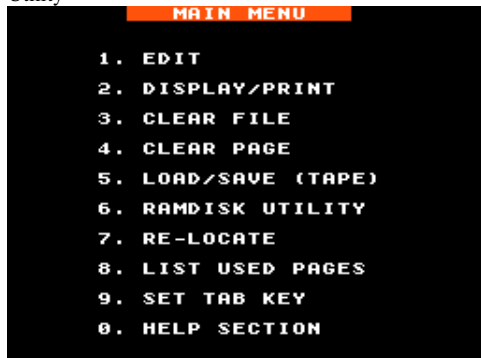 MAIN MENU
1. EDIT
2. DISPLAY/PRINT
3. CLEAR FILE
4. CLEAR PAGE
5. LOAD/SAVE (TAPE)
6. RAMDISK UTILITY
7. RE-LOCATE
8. LIST USED PAGES
9. SET TAB KEY
0. HELP SECTION